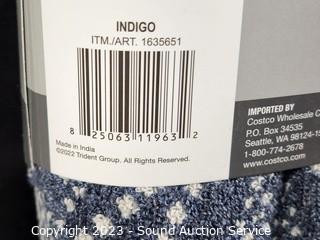 INDIGO
ITM./ART. 1635651
8 25063 11963 2
Made in India
©2022 Trident Group. All Rights Reserved.
IMPORTED BY
Costco Wholesale C
P.O. Box 34535
Seattle, WA 98124-15
1-800-774-2678
www.costco.com
Copyright 2023 - Sound Auction Service